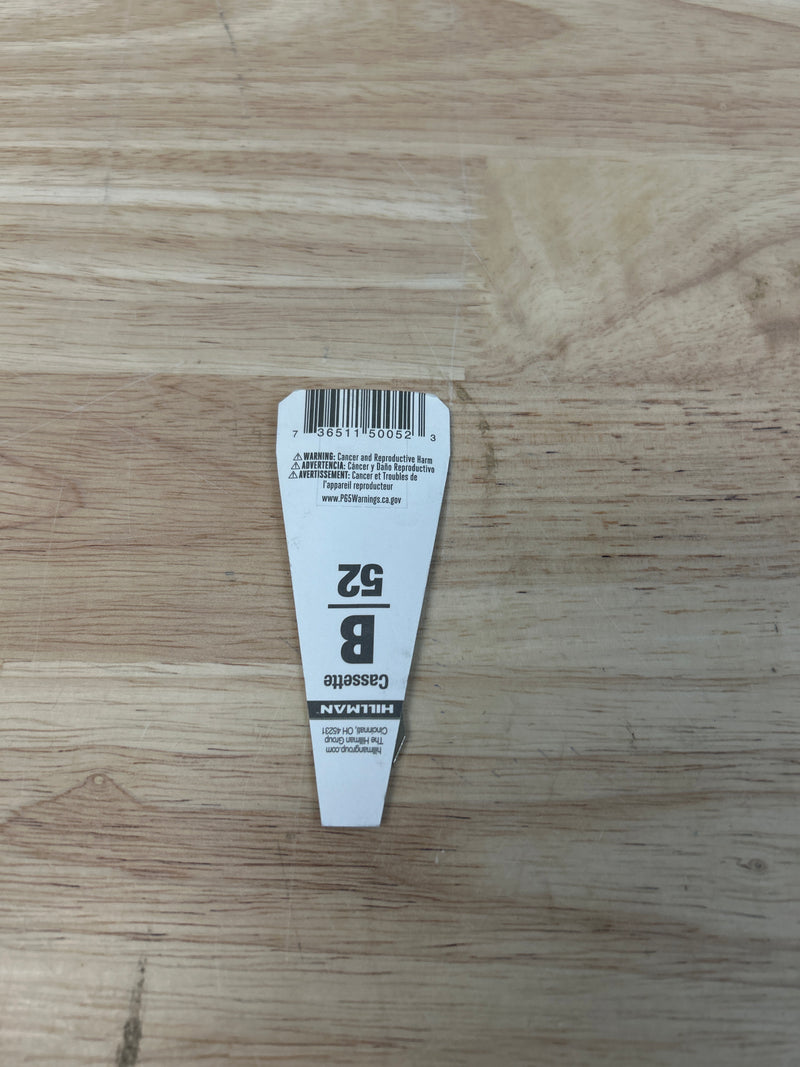 7 36511 50052 3
⚠ WARNING: Cancer and Reproductive Harm
⚠ ADVERTENCIA: Cáncer y Daño Reproductivo
⚠ AVERTISSEMENT: Cancer et Troubles de
l'appareil reproducteur
www.P65Warnings.ca.gov
hillmangroup.com
The Hillman Group
Cincinnati, OH 45231
HILLMAN™
Cassette
B
52